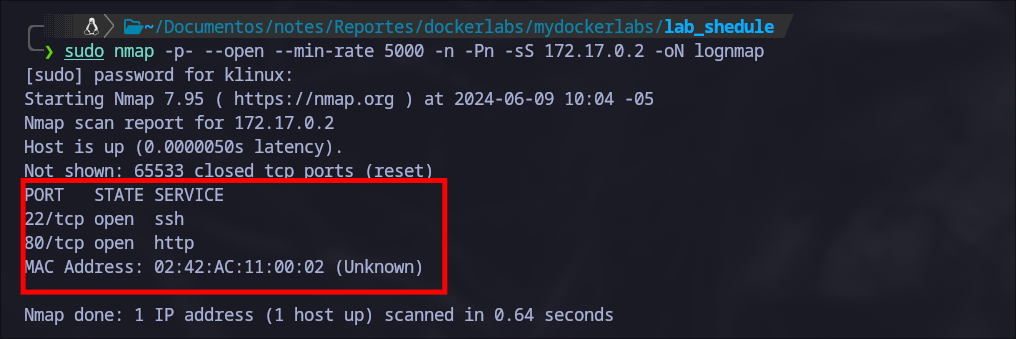 ~/Documentos/notes/Reportes/dockerlabs/mydockerlabs/lab_shedule
❯ sudo nmap -p- --open --min-rate 5000 -n -Pn -sS 172.17.0.2 -oN lognmap
[sudo] password for klinux:
Starting Nmap 7.95 ( https://nmap.org ) at 2024-06-09 10:04 -05
Nmap scan report for 172.17.0.2
Host is up (0.0000050s latency).
Not shown: 65533 closed tcp ports (reset)
PORT   STATE SERVICE
22/tcp open  ssh
80/tcp open  http
MAC Address: 02:42:AC:11:00:02 (Unknown)
Nmap done: 1 IP address (1 host up) scanned in 0.64 seconds